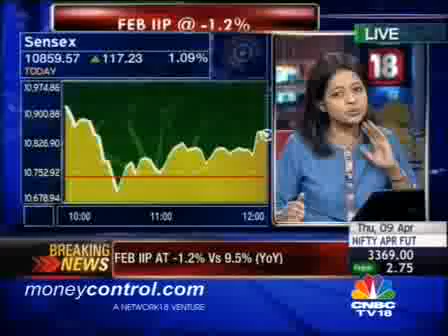 FEB IIP @ -1.2%
Sensex
10859.57 ▲ 117.23 1.09%
TODAY
10,974.86
10,900.86
10,826.90
10,752.92
10,678.94
10:00 11:00 12:00
LIVE
18
Thu, 09 Apr
NIFTY APR FUT
3369.00
Prem 2.75
BREAKING NEWS
FEB IIP AT -1.2% Vs 9.5% (YoY)
moneycontrol.com
A NETWORK18 VENTURE
CNBC
TV18